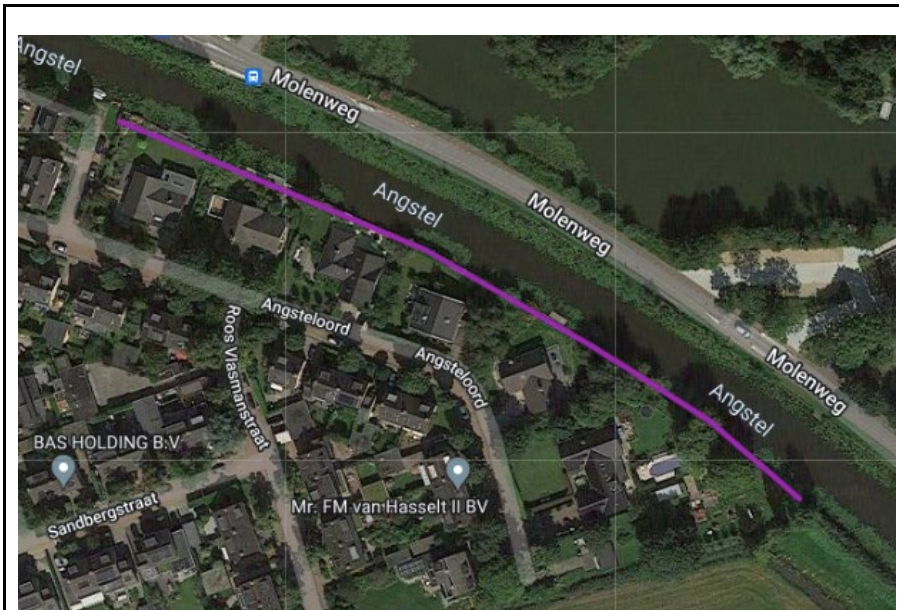 Angstel
Molenweg
Angstel
Molenweg
Angsteloord
Roos Vlasmanstraat
Angsteloord
Molenweg
Angstel
BAS HOLDING B.V
Mr. FM van Hasselt II BV
Sandbergstraat